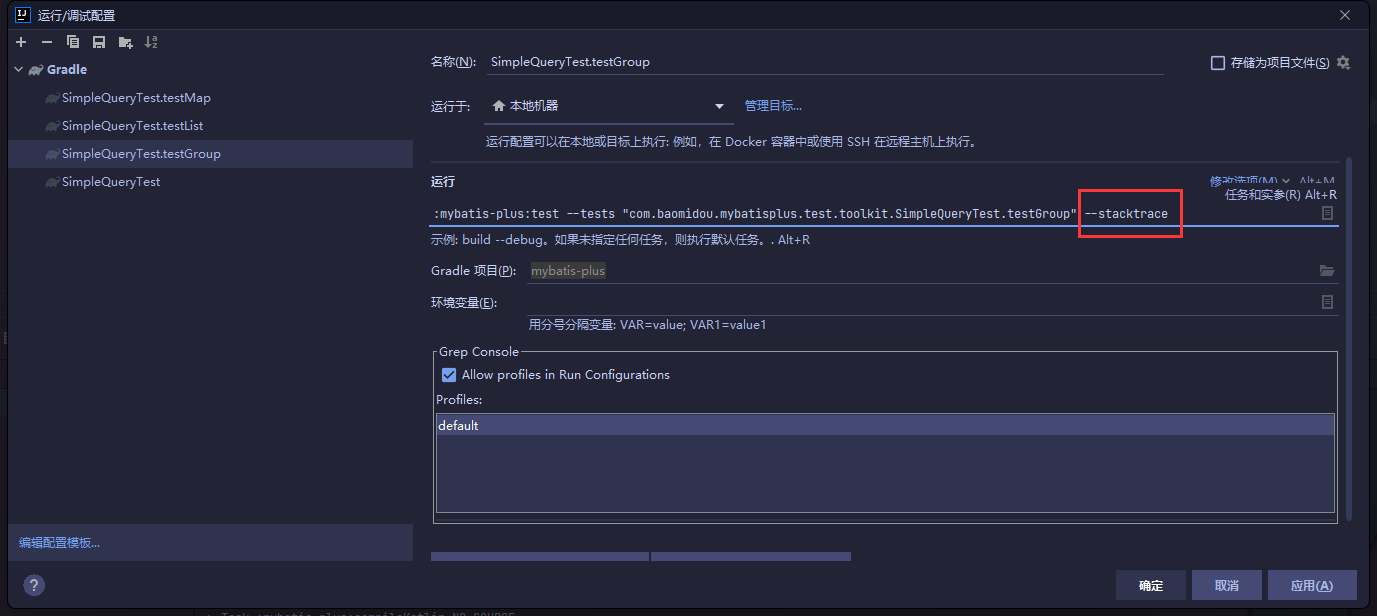 运行/调试配置
Gradle
SimpleQueryTest.testMap
SimpleQueryTest.testList
SimpleQueryTest.testGroup
SimpleQueryTest
编辑配置模板...
名称(N):
SimpleQueryTest.testGroup
存储为项目文件(S)
运行于:
本地机器
管理目标...
运行配置可以在本地或目标上执行: 例如，在 Docker 容器中或使用 SSH 在远程主机上执行。
运行
修改选项(M) Alt+M
任务和实参(R) Alt+R
:mybatis-plus:test --tests "com.baomidou.mybatisplus.test.toolkit.SimpleQueryTest.testGroup" --stacktrace
示例: build --debug。如果未指定任何任务，则执行默认任务。. Alt+R
Gradle 项目(P):
mybatis-plus
环境变量(E):
用分号分隔变量: VAR=value; VAR1=value1
Grep Console
Allow profiles in Run Configurations
Profiles:
default
?
确定
取消
应用(A)